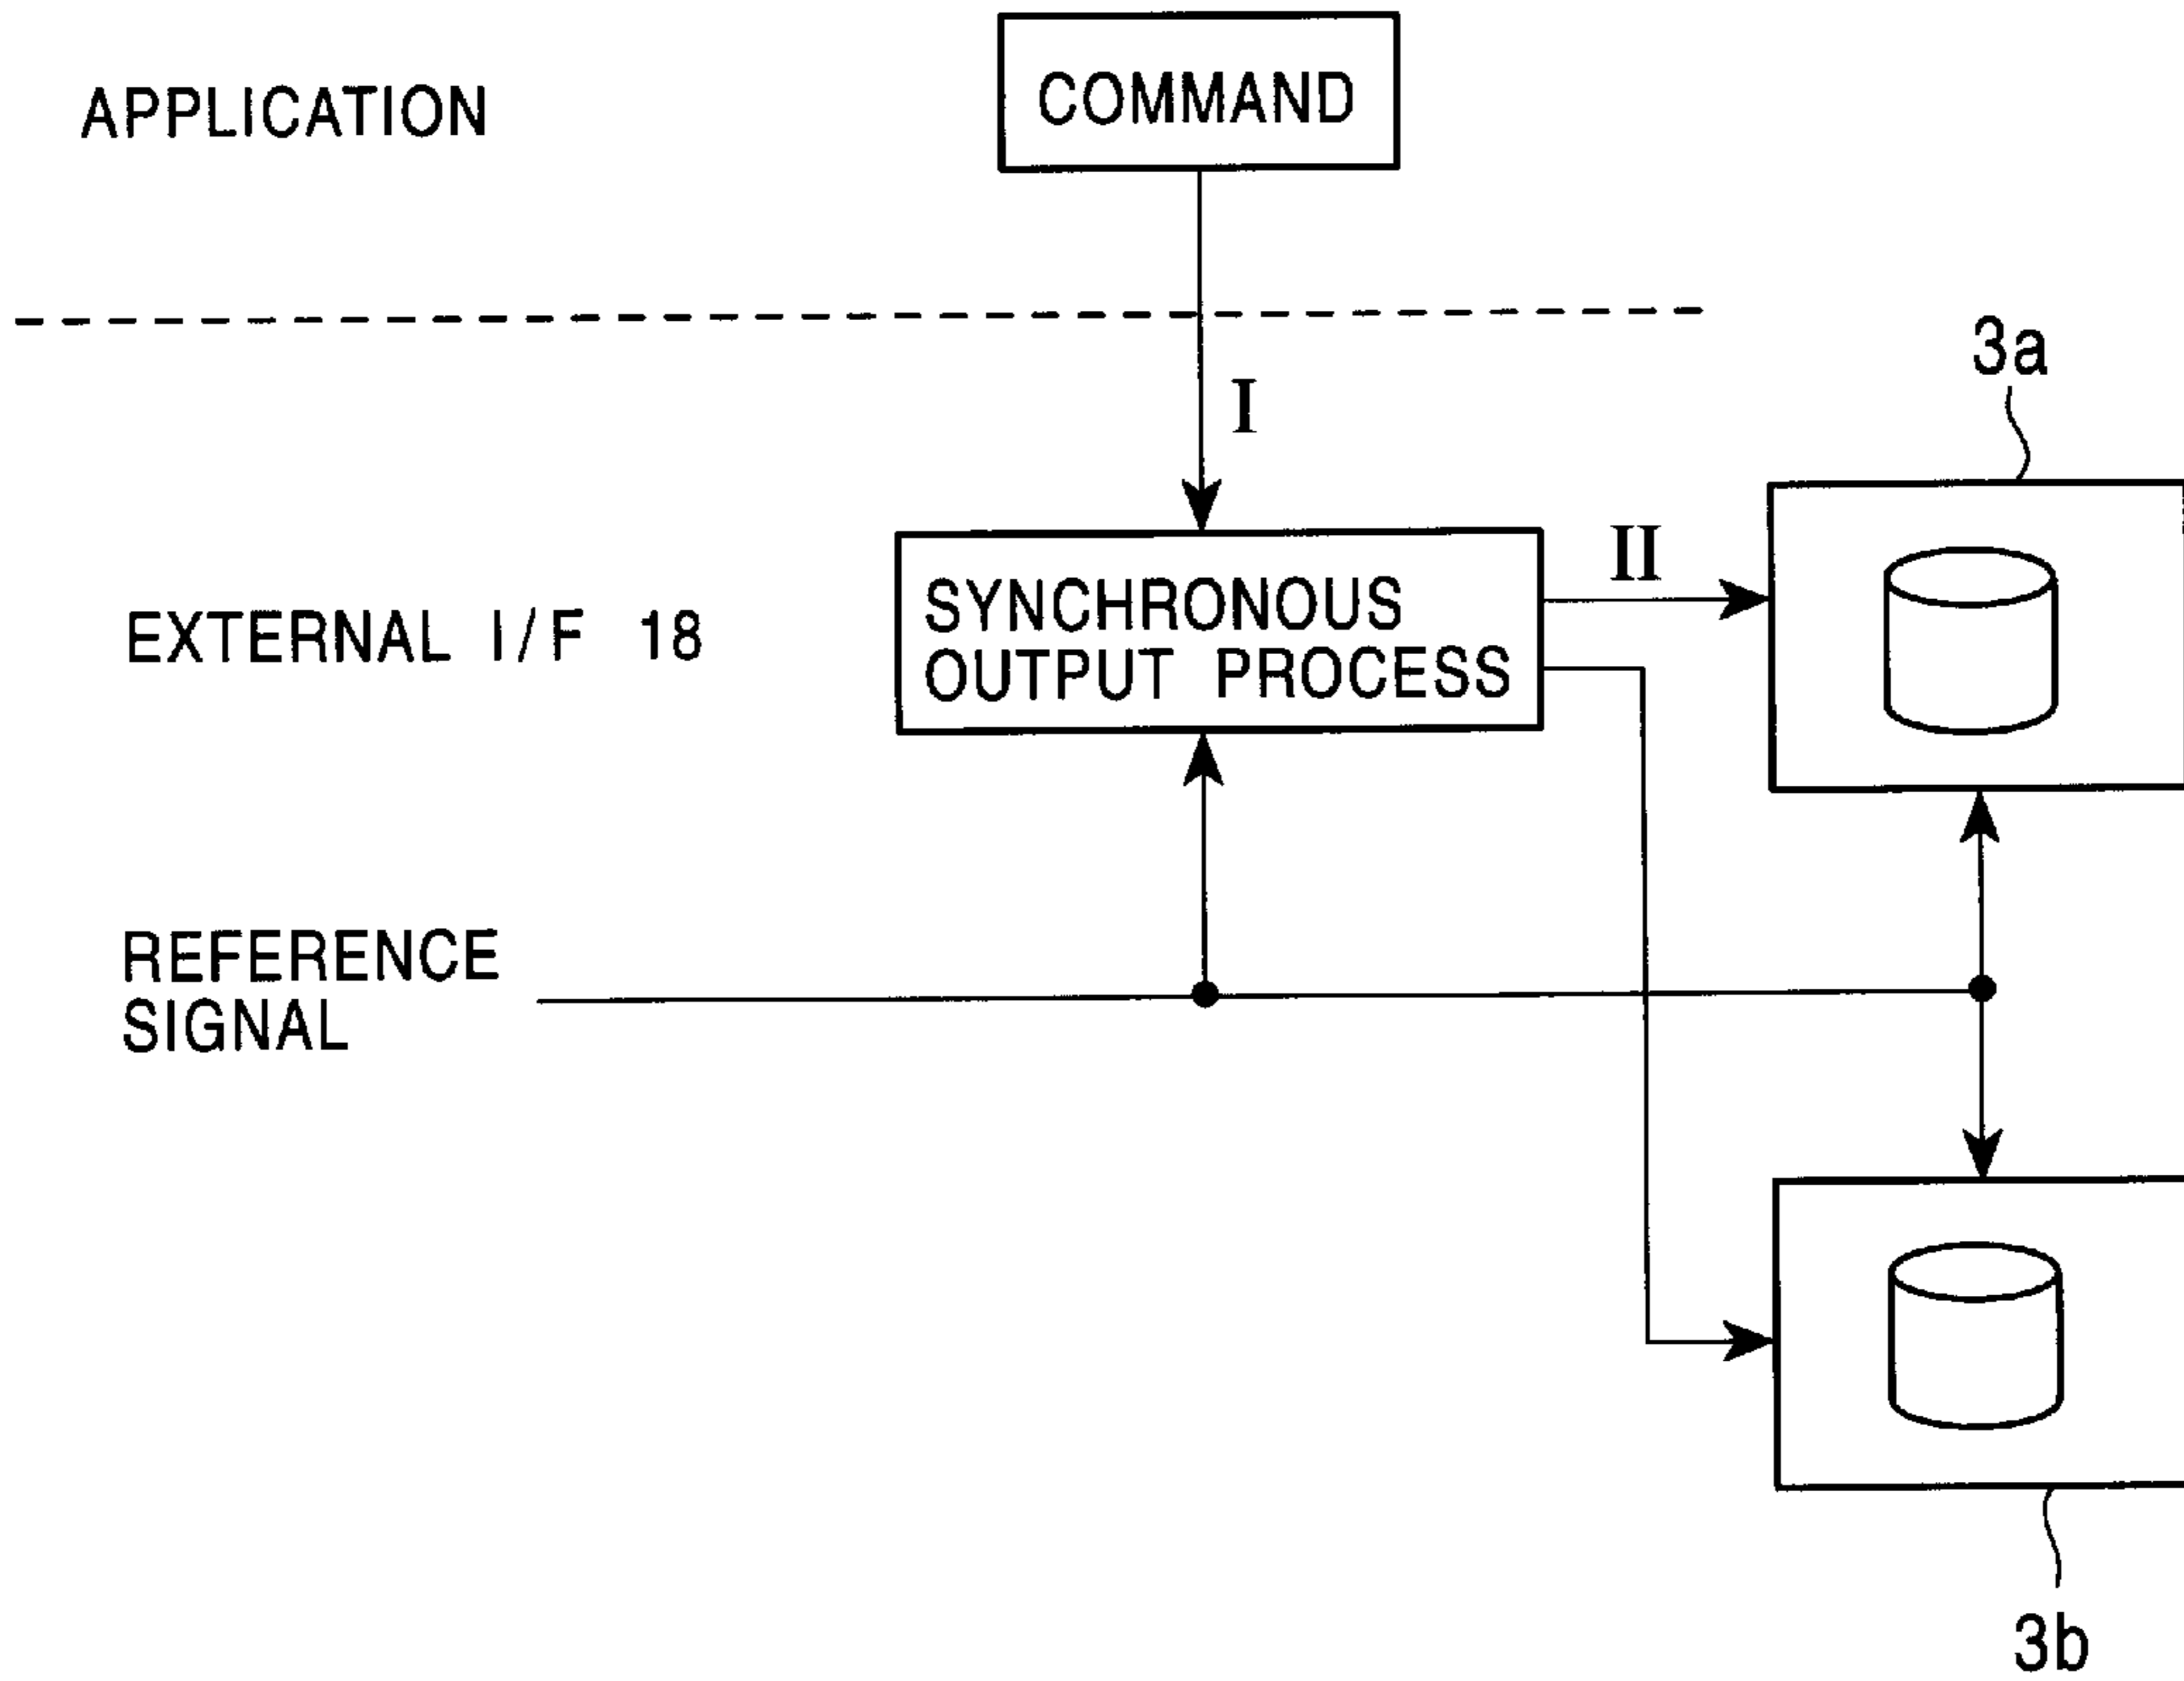 COMMAND
APPLICATION
3a
I
II
SYNCHRONOUS
OUTPUT PROCESS
EXTERNAL I/F 18
REFERENCE
SIGNAL
3b